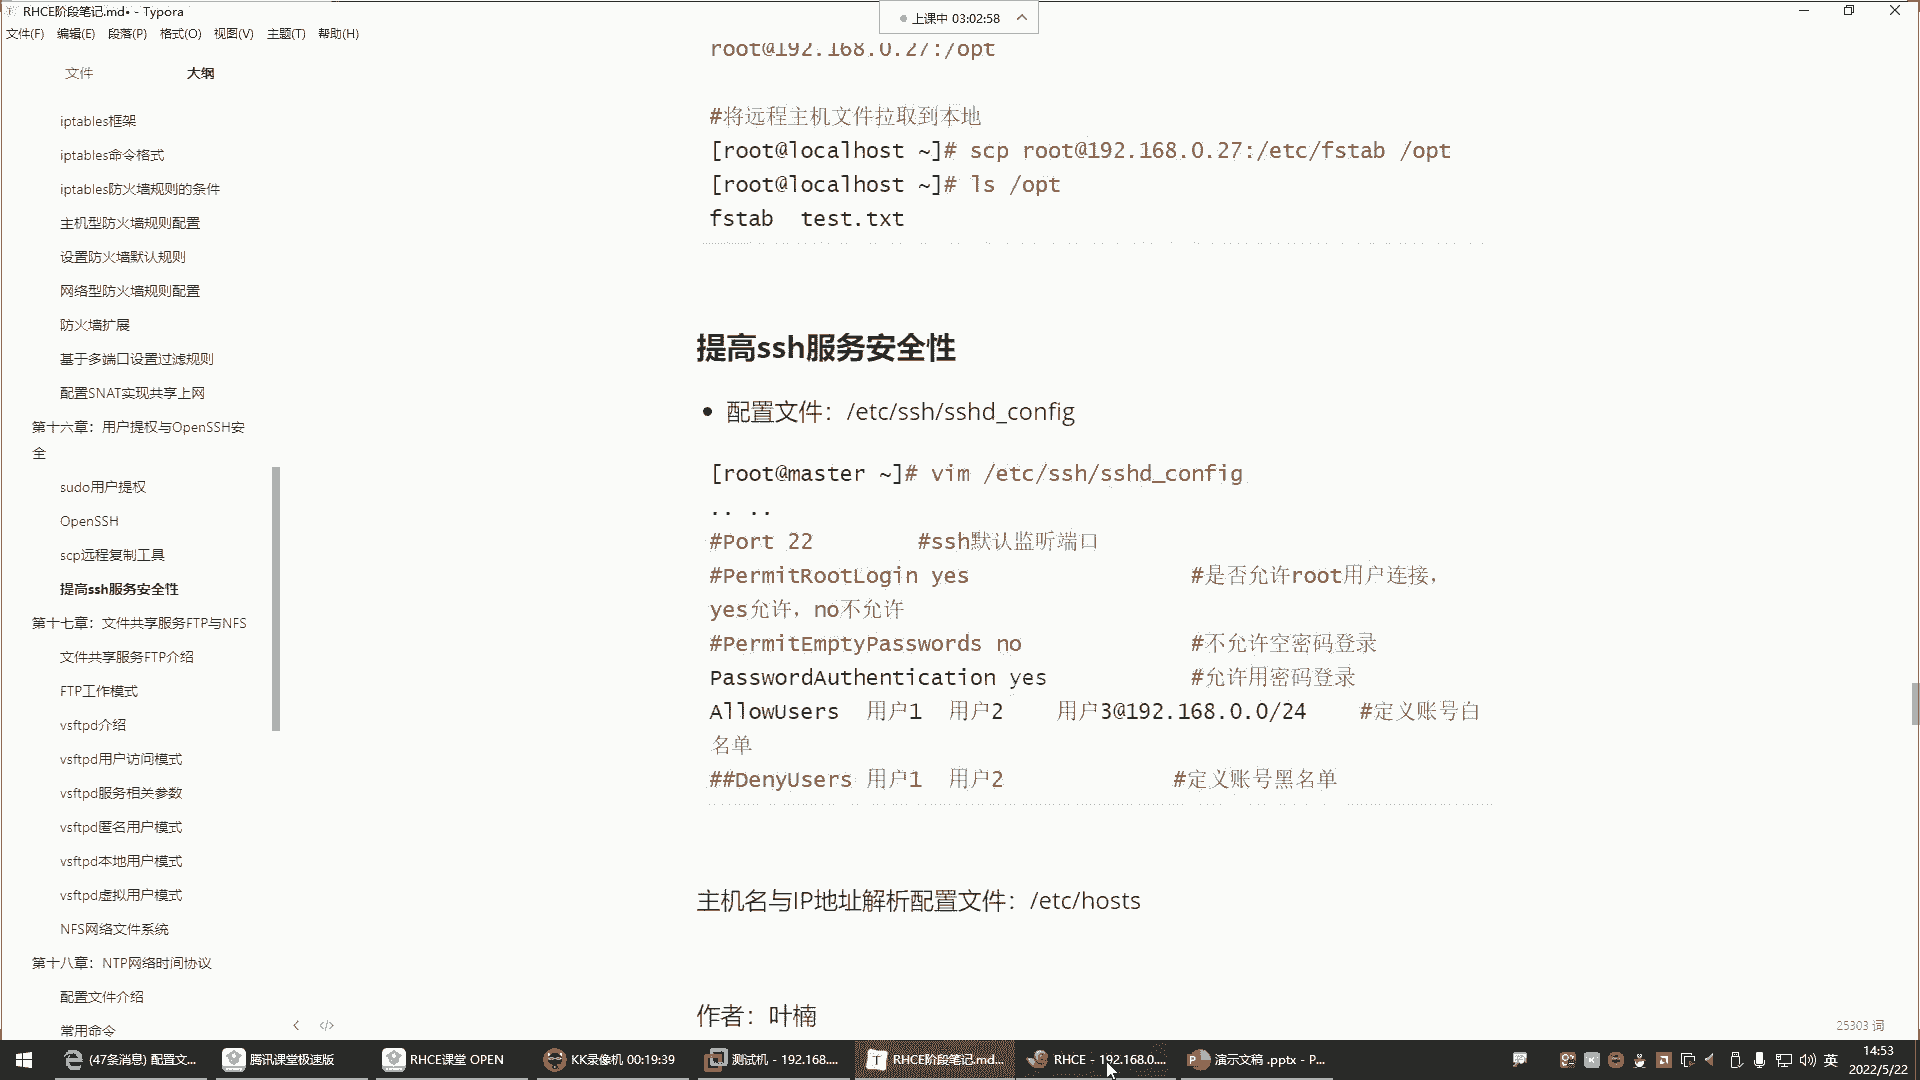 RHCE阶段笔记.md• - Typora
上课中 03:02:58
文件(F) 编辑(E) 段落(P) 格式(O) 视图(V) 主题(T) 帮助(H)
文件 大纲
iptables框架
iptables命令格式
iptables防火墙规则的条件
主机型防火墙规则配置
设置防火墙默认规则
网络型防火墙规则配置
防火墙扩展
基于多端口设置过滤规则
配置SNAT实现共享上网
第十六章：用户提权与OpenSSH安
全
sudo用户提权
OpenSSH
scp远程复制工具
提高ssh服务安全性
第十七章：文件共享服务FTP与NFS
文件共享服务FTP介绍
FTP工作模式
vsftpd介绍
vsftpd用户访问模式
vsftpd服务相关参数
vsftpd匿名用户模式
vsftpd本地用户模式
vsftpd虚拟用户模式
NFS网络文件系统
第十八章：NTP网络时间协议
配置文件介绍
常用命令
root@192.168.0.27:/opt
#将远程主机文件拉取到本地
[root@localhost ~]# scp root@192.168.0.27:/etc/fstab /opt
[root@localhost ~]# ls /opt
fstab  test.txt
提高ssh服务安全性
• 配置文件：/etc/ssh/sshd_config
[root@master ~]# vim /etc/ssh/sshd_config
.. ..
#Port 22 #ssh默认监听端口
#PermitRootLogin yes #是否允许root用户连接，
yes允许，no不允许
#PermitEmptyPasswords no #不允许空密码登录
PasswordAuthentication yes #允许用密码登录
AllowUsers 用户1 用户2 用户3@192.168.0.0/24 #定义账号白
名单
##DenyUsers 用户1 用户2 #定义账号黑名单
主机名与IP地址解析配置文件：/etc/hosts
作者：叶楠
25303 词
(47条消息) 配置文... 腾讯课堂极速版 RHCE课堂 OPEN KK录像机 00:19:39 测试机 - 192.168.... RHCE阶段笔记.md... RHCE - 192.168.0.... 演示文稿 .pptx - P... 英 14:53
2022/5/22